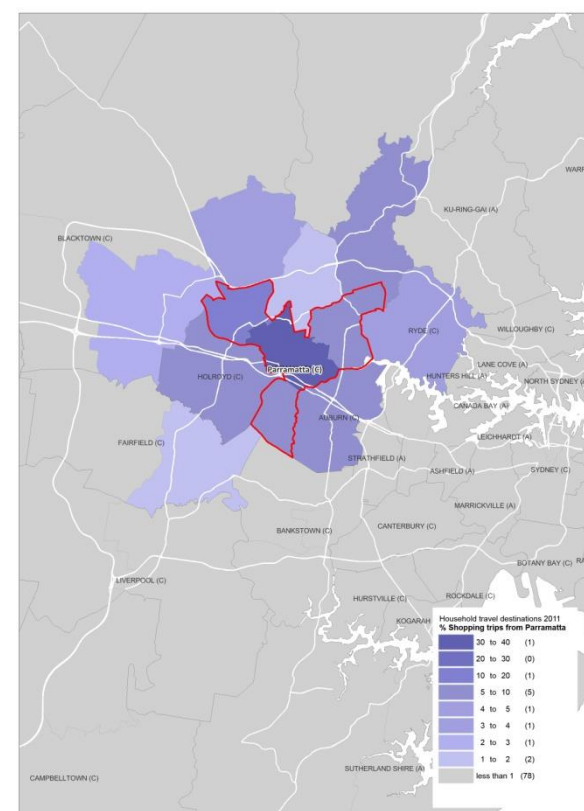 KU-RING-GAI (A)
BLACKTOWN (C)
RYDE (C)
WILLOUGHBY (C)
LANE COVE (A)
Parramatta (C)
HUNTERS HILL (A)
HOLROYD (C)
NORTH SYDNEY
CANADA BAY (A)
AUBURN (C)
LEICHHARDT (A)
FAIRFIELD (C)
STRATHFIELD (A)
ASHFIELD (A)
SYDNEY (C)
MARRICKVILLE (A)
BANKSTOWN (C)
CANTERBURY (C)
BOTANY BAY (C)
LIVERPOOL (C)
HURSTVILLE (C)
ROCKDALE (C)
KOGARAH
Household travel destinations 2011
% Shopping trips from Parramatta
30 to 40 (1)
20 to 30 (0)
10 to 20 (1)
5 to 10 (5)
4 to 5 (1)
3 to 4 (1)
2 to 3 (1)
1 to 2 (2)
less than 1 (78)
SUTHERLAND SHIRE (A)
CAMPBELLTOWN (C)